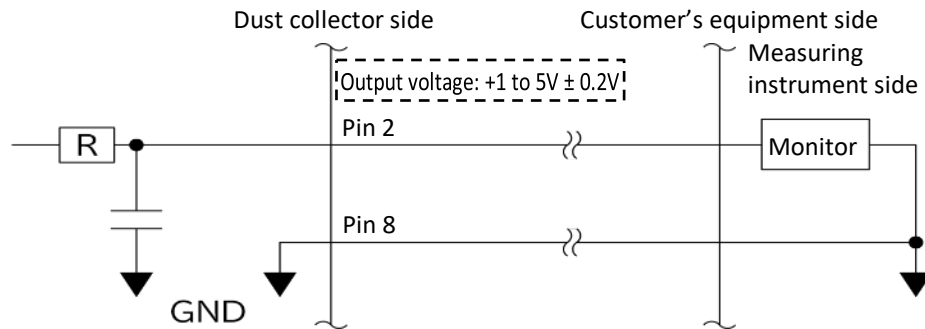 Dust collector side
Customer’s equipment side
Measuring
instrument side
Output voltage: +1 to 5V ± 0.2V
Pin 2
R
Monitor
Pin 8
GND